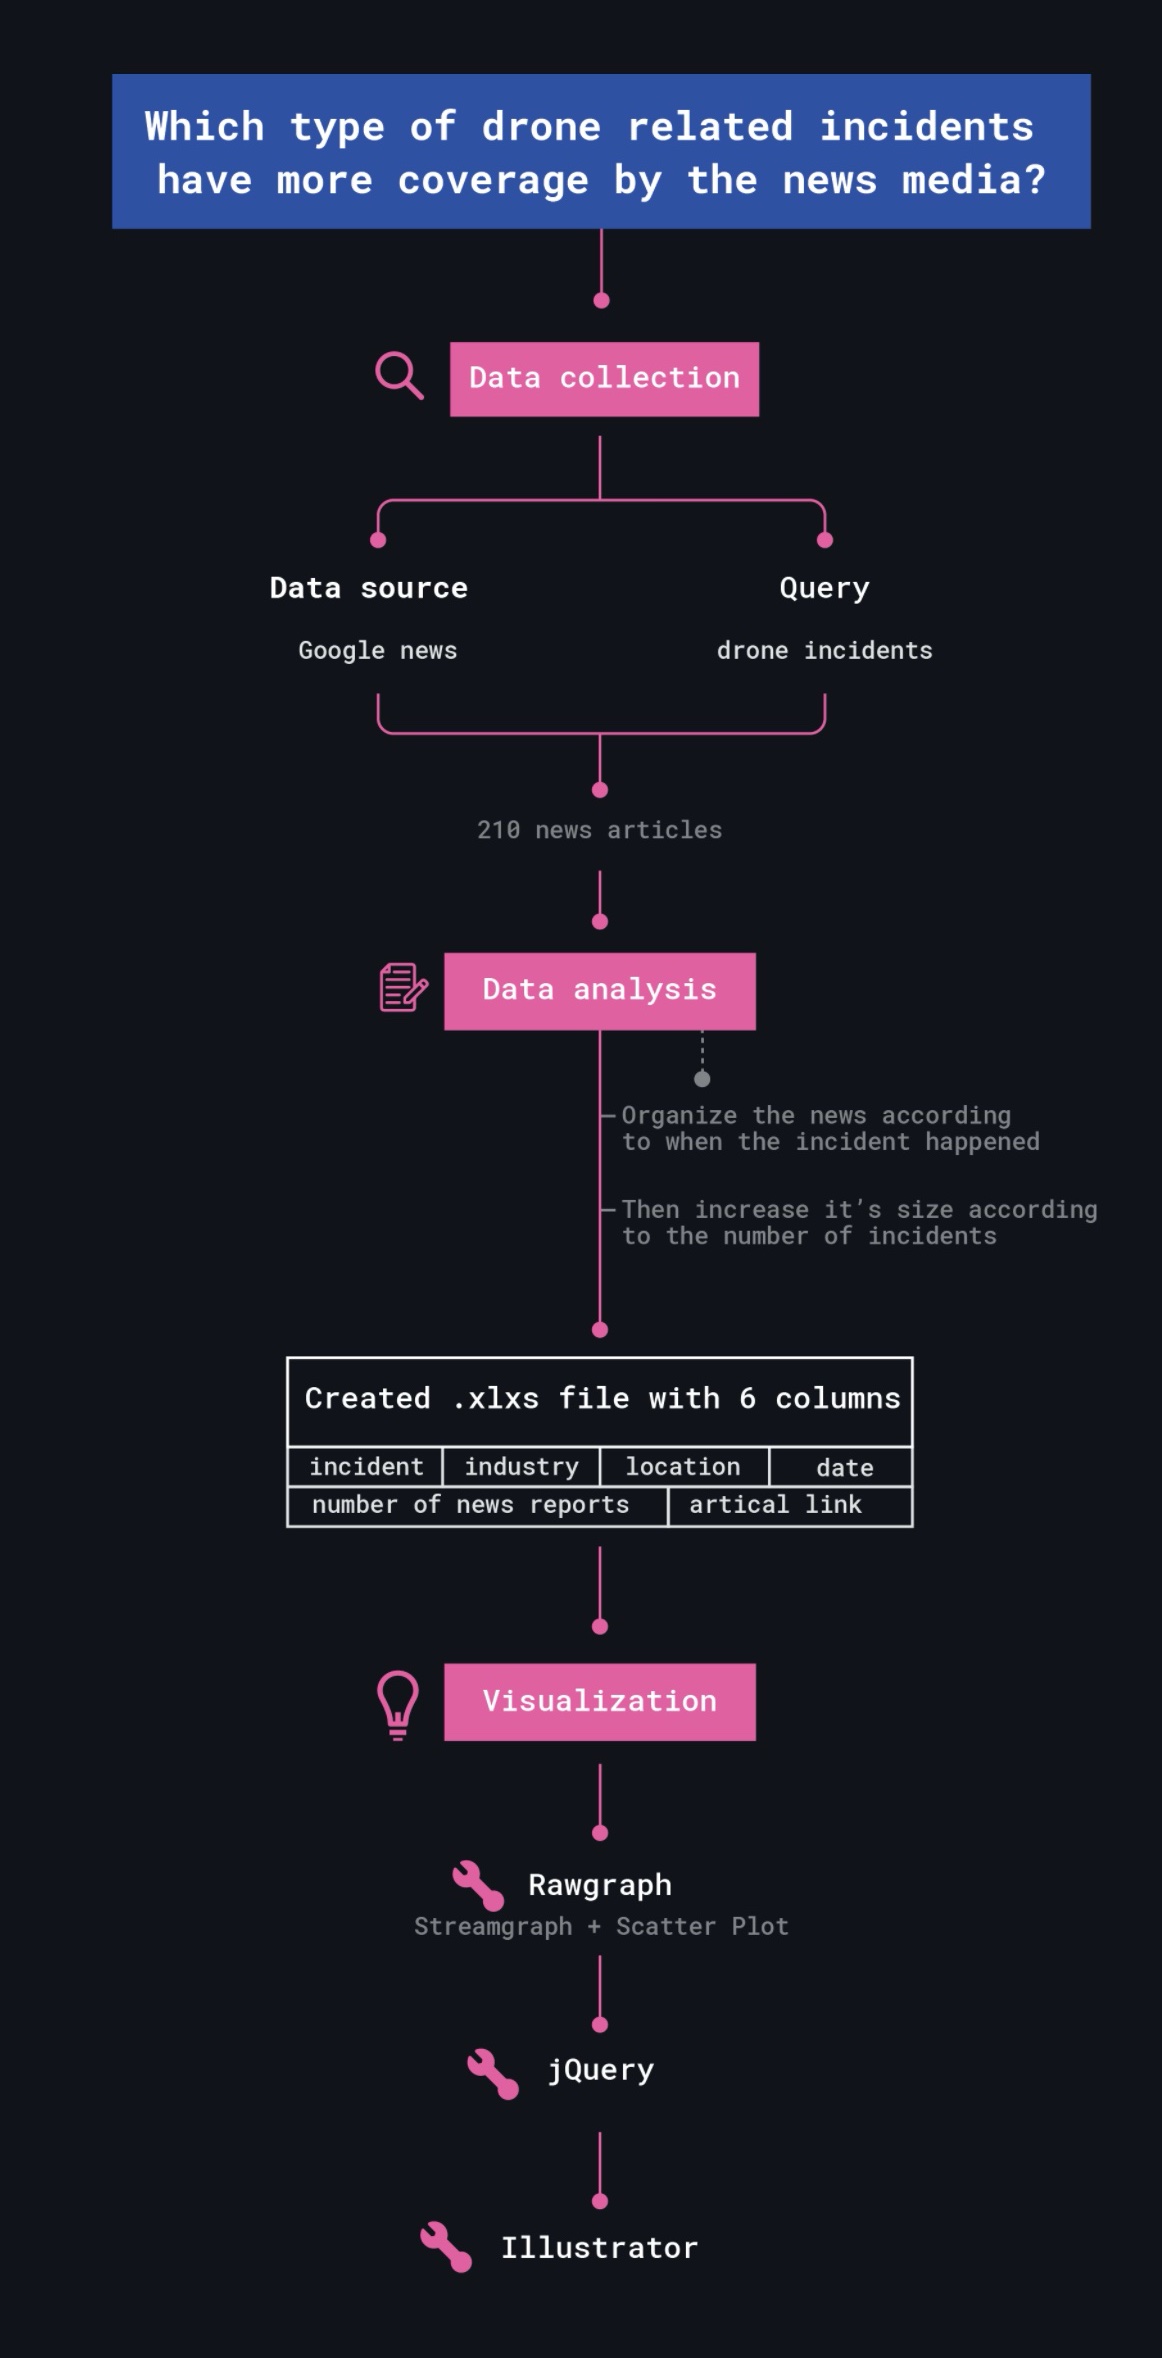 Which type of drone related incidents
have more coverage by the news media?
Data collection
Data source
Query
Google news
drone incidents
210 news articles
Data analysis
Organize the news according
to when the incident happened
Then increase it’s size according
to the number of incidents
Created .xlxs file with 6 columns
incident industry location date
number of news reports artical link
Visualization
Rawgraph
Streamgraph + Scatter Plot
jQuery
Illustrator